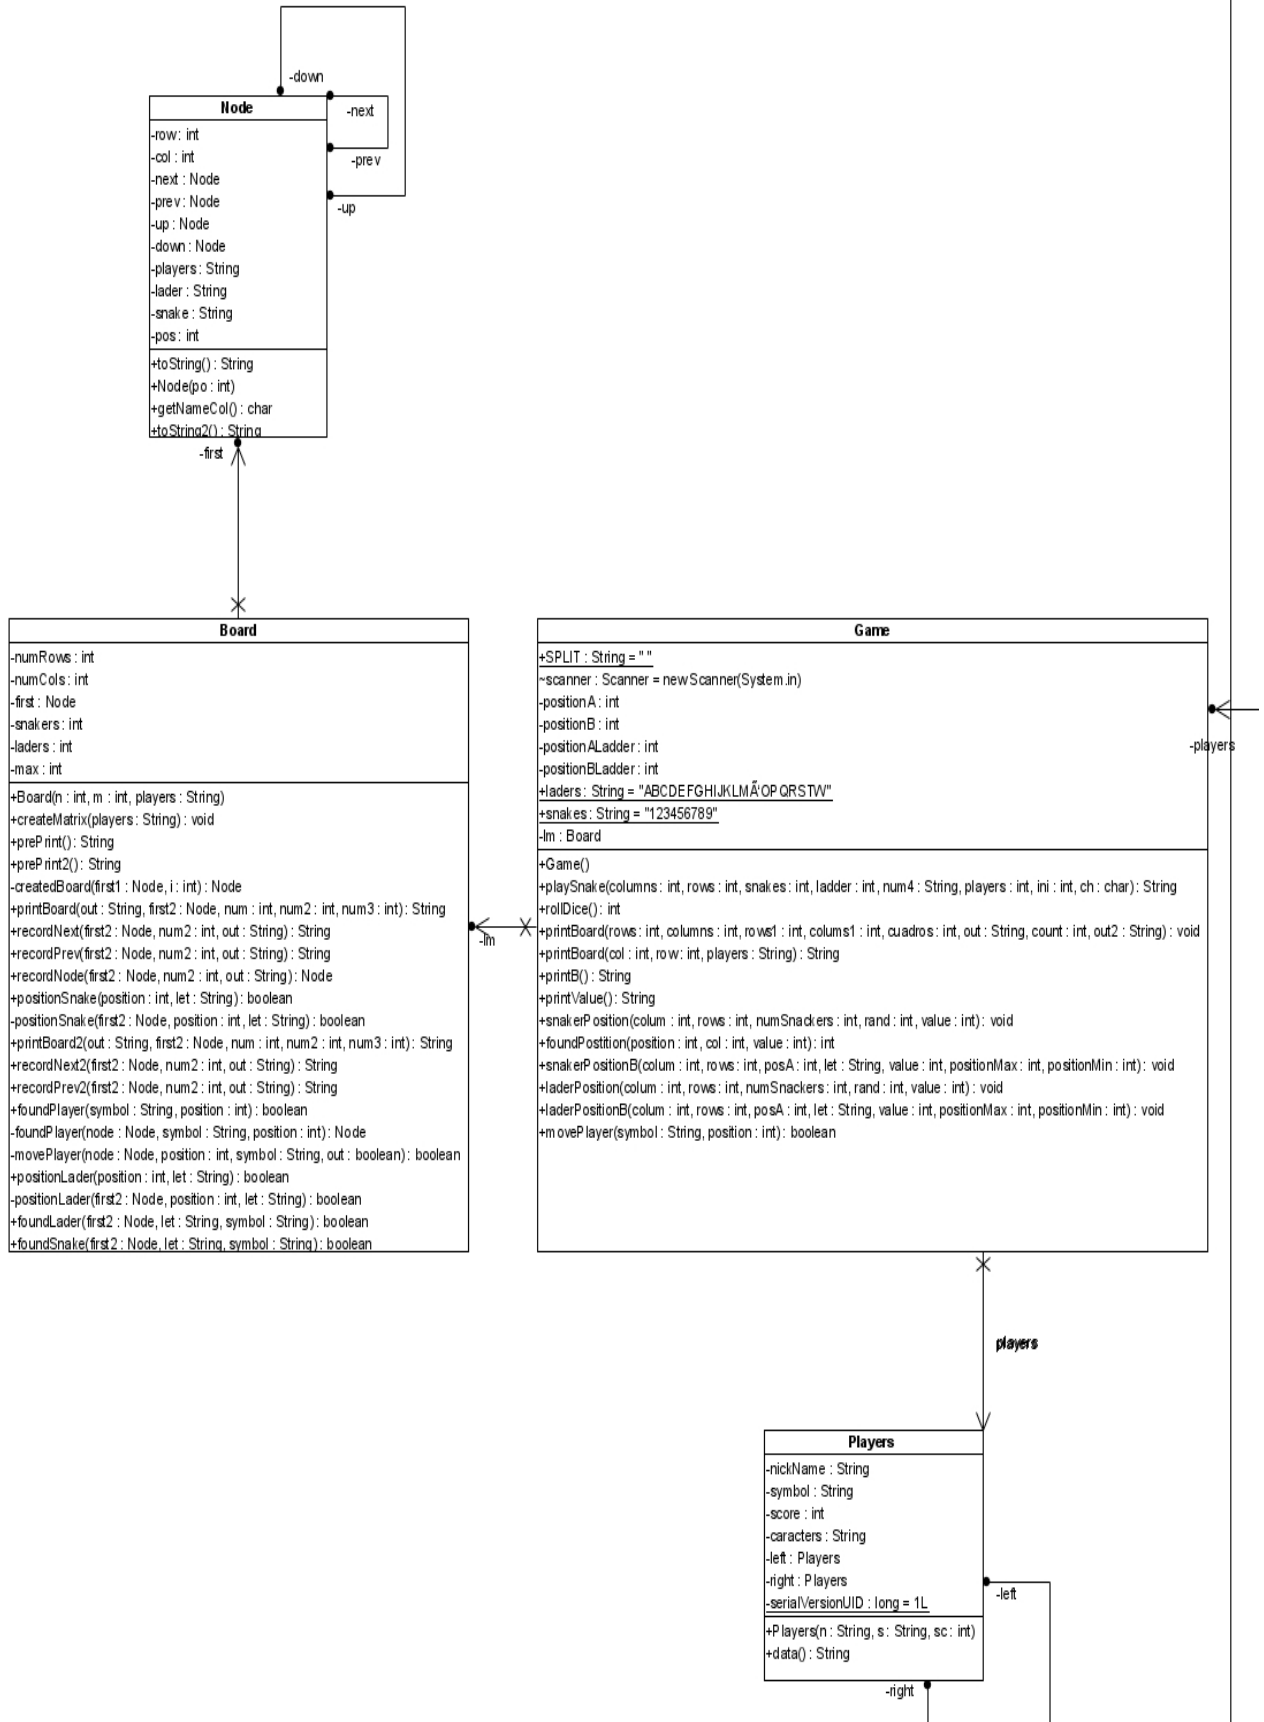 -down
Node
-next
-row : int
-col : int
-prev
-next : Node
-prev : Node
-up
-up : Node
-down : Node
-players : String
-lader : String
-snake : String
-pos : int
+toString() : String
+Node(po : int)
+getNameCol() : char
+toString2() : String
-first
Board
-numRows : int
-numCols : int
-first : Node
-snakers : int
-laders : int
-max : int
+Board(n : int, m : int, players : String)
+createMatrix(players : String) : void
+prePrint() : String
+prePrint2() : String
-createdBoard(first1 : Node, i : int) : Node
+printBoard(out : String, first2 : Node, num : int, num2 : int, num3 : int) : String
+recordNext(first2 : Node, num2 : int, out : String) : String
+recordPrev(first2 : Node, num2 : int, out : String) : String
+recordNode(first2 : Node, num2 : int, out : String) : Node
+positionSnake(position : int, let : String) : boolean
-positionSnake(first2 : Node, position : int, let : String) : boolean
+printBoard2(out : String, first2 : Node, num : int, num2 : int, num3 : int) : String
+recordNext2(first2 : Node, num2 : int, out : String) : String
+recordPrev2(first2 : Node, num2 : int, out : String) : String
+foundPlayer(symbol : String, position : int) : boolean
-foundPlayer(node : Node, symbol : String, position : int) : Node
-movePlayer(node : Node, position : int, symbol : String, out : boolean) : boolean
+positionLader(position : int, let : String) : boolean
-positionLader(first2 : Node, position : int, let : String) : boolean
+foundLader(first2 : Node, let : String, symbol : String) : boolean
+foundSnake(first2 : Node, let : String, symbol : String) : boolean
-lm
Game
+SPLIT : String = " "
~scanner : Scanner = new Scanner(System.in)
-positionA : int
-positionB : int
-positionALadder : int
-positionBLadder : int
+laders : String = "ABCDEFGHIJKLMÃ‘OPQRSTVV"
+snakes : String = "123456789"
-lm : Board
+Game()
+playSnake(columns : int, rows : int, snakes : int, ladder : int, num4 : String, players : int, ini : int, ch : char) : String
+rollDice() : int
+printBoard(rows : int, columns : int, rows1 : int, colums1 : int, cuadros : int, out : String, count : int, out2 : String) : void
+printBoard(col : int, row : int, players : String) : String
+printB() : String
+printValue() : String
+snakerPosition(colum : int, rows : int, numSnackers : int, rand : int, value : int) : void
+foundPostition(position : int, col : int, value : int) : int
+snakerPositionB(colum : int, rows : int, posA : int, let : String, value : int, positionMax : int, positionMin : int) : void
+laderPosition(colum : int, rows : int, numSnackers : int, rand : int, value : int) : void
+laderPositionB(colum : int, rows : int, posA : int, let : String, value : int, positionMax : int, positionMin : int) : void
+movePlayer(symbol : String, position : int) : boolean
-players
players
Players
-nickName : String
-symbol : String
-score : int
-caracters : String
-left : Players
-right : Players
-serialVersionUID : long = 1L
+Players(n : String, s : String, sc : int)
+data() : String
-left
-right